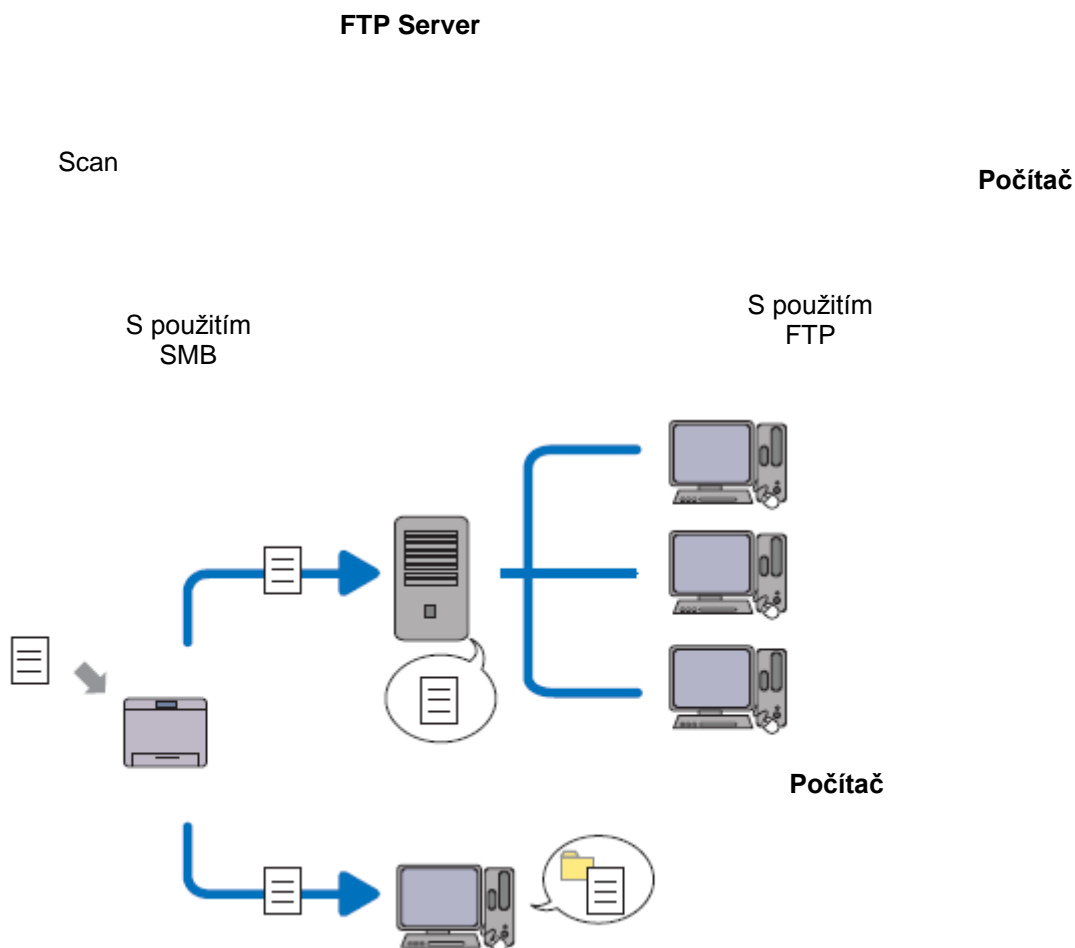 FTP Server
Scan
Počítač
S použitím
FTP
S použitím
SMB
Počítač